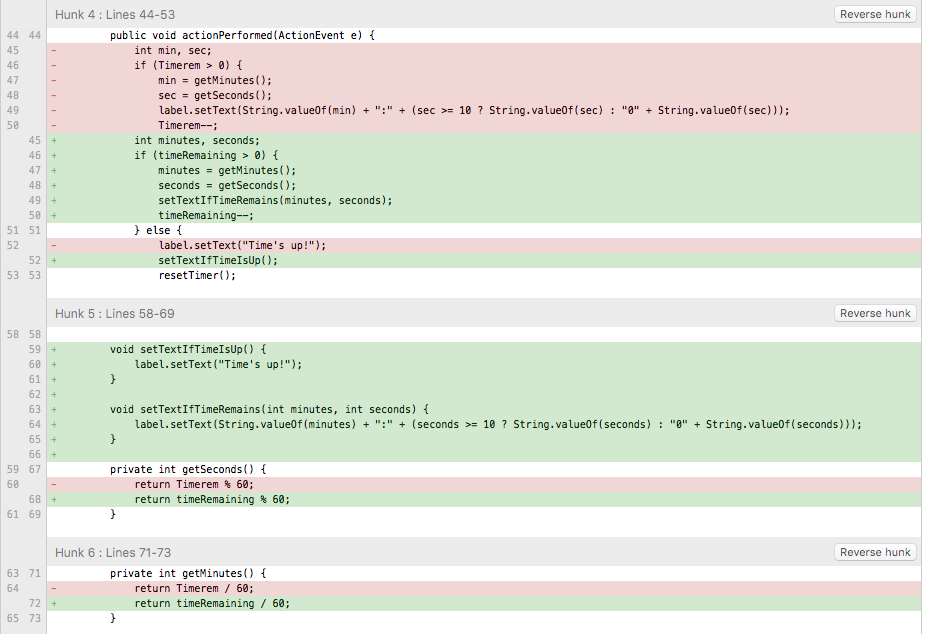 Hunk 4 : Lines 44-53 Reverse hunk
44 44 public void actionPerformed(ActionEvent e) {
45 - int min, sec;
46 - if (Timerem > 0) {
47 - min = getMinutes();
48 - sec = getSeconds();
49 - label.setText(String.valueOf(min) + ":" + (sec >= 10 ? String.valueOf(sec) : "0" + String.valueOf(sec)));
50 - Timerem--;
45 + int minutes, seconds;
46 + if (timeRemaining > 0) {
47 + minutes = getMinutes();
48 + seconds = getSeconds();
49 + setTextIfTimeRemains(minutes, seconds);
50 + timeRemaining--;
51 51 } else {
52 - label.setText("Time's up!");
52 + setTextIfTimeIsUp();
53 53 resetTimer();
Hunk 5 : Lines 58-69 Reverse hunk
58 58
59 + void setTextIfTimeIsUp() {
60 + label.setText("Time's up!");
61 + }
62 +
63 + void setTextIfTimeRemains(int minutes, int seconds) {
64 + label.setText(String.valueOf(minutes) + ":" + (seconds >= 10 ? String.valueOf(seconds) : "0" + String.valueOf(seconds)));
65 + }
66 +
59 67 private int getSeconds() {
60 - return Timerem % 60;
68 + return timeRemaining % 60;
61 69 }
Hunk 6 : Lines 71-73 Reverse hunk
63 71 private int getMinutes() {
64 - return Timerem / 60;
72 + return timeRemaining / 60;
65 73 }